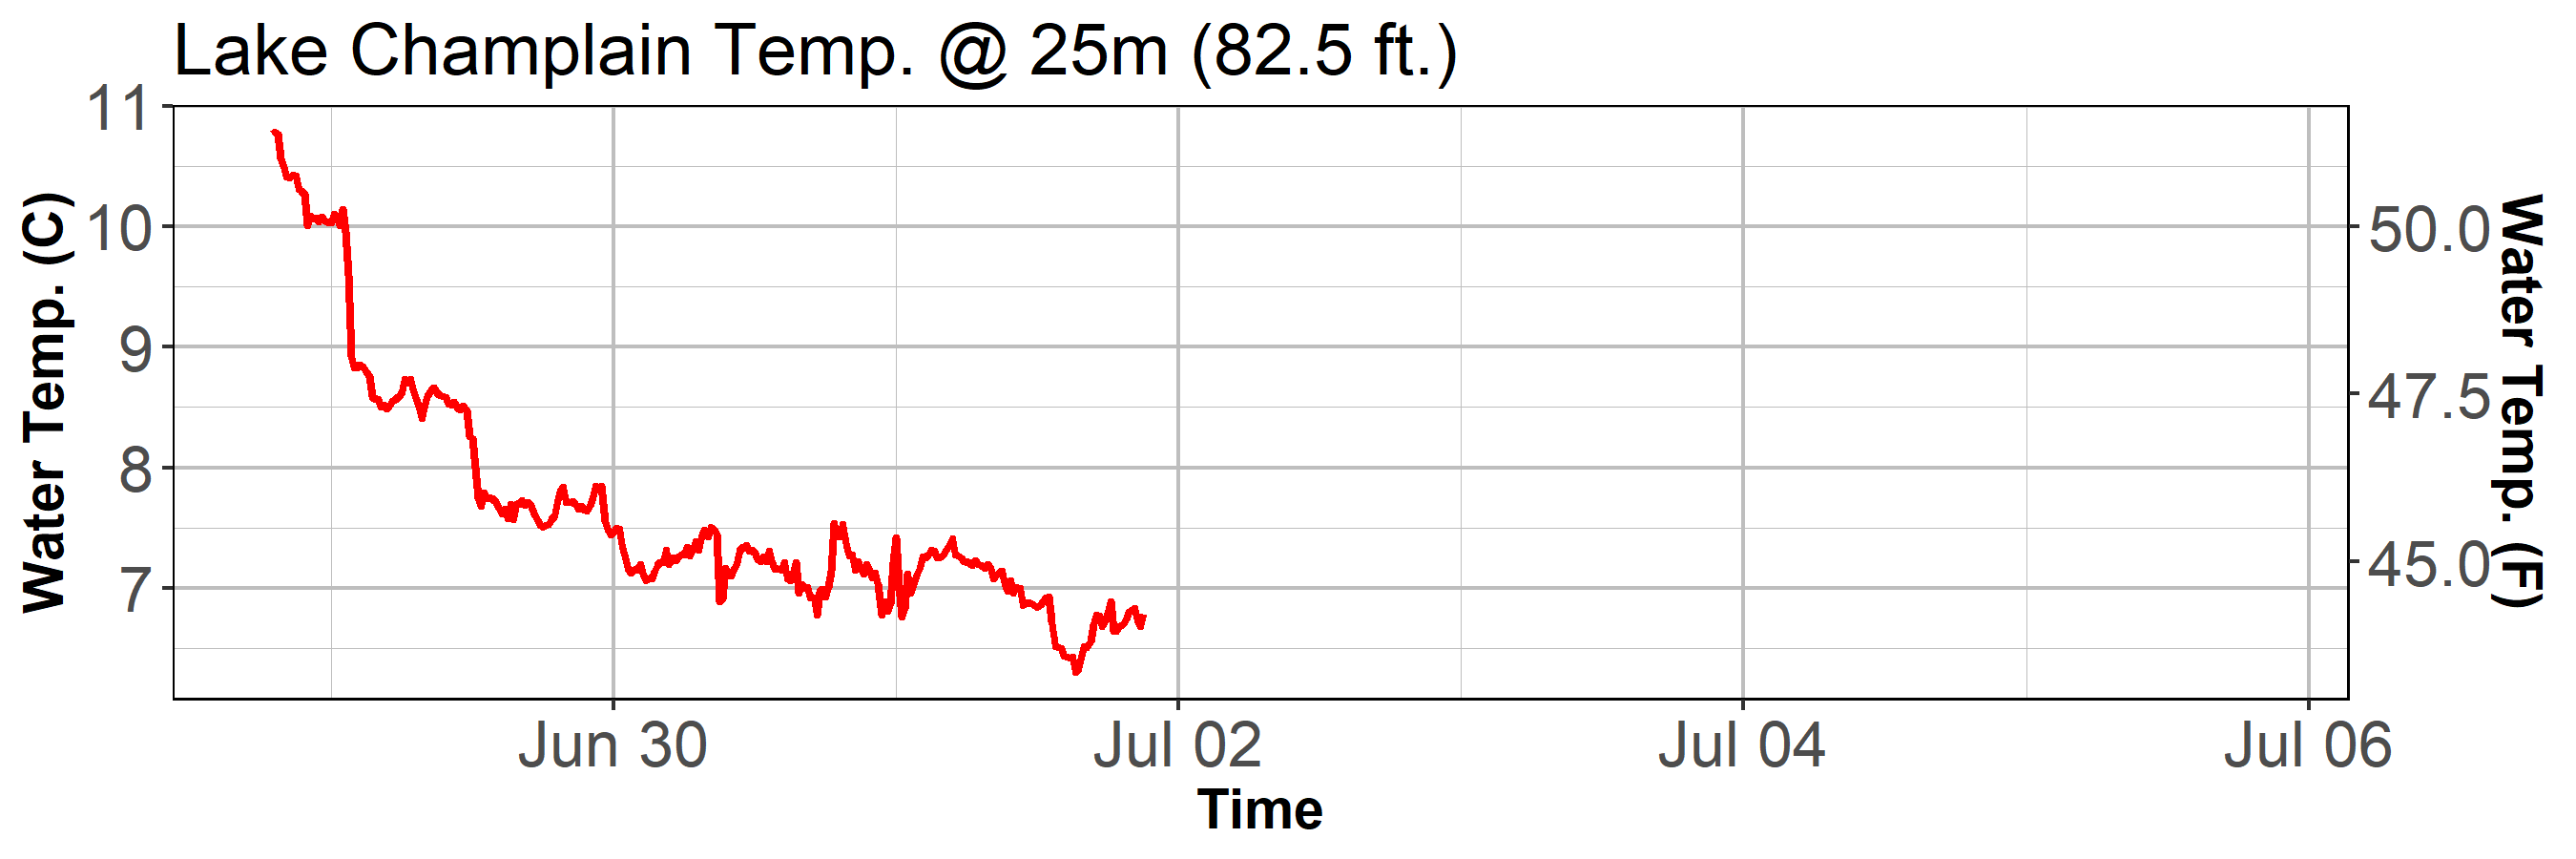 Lake Champlain Temp. @ 25m (82.5 ft.)
Water Temp. (C)
11
10
9
8
7
50.0
47.5
45.0
Water Temp. (F)
Jun 30 Jul 02 Jul 04 Jul 06
Time